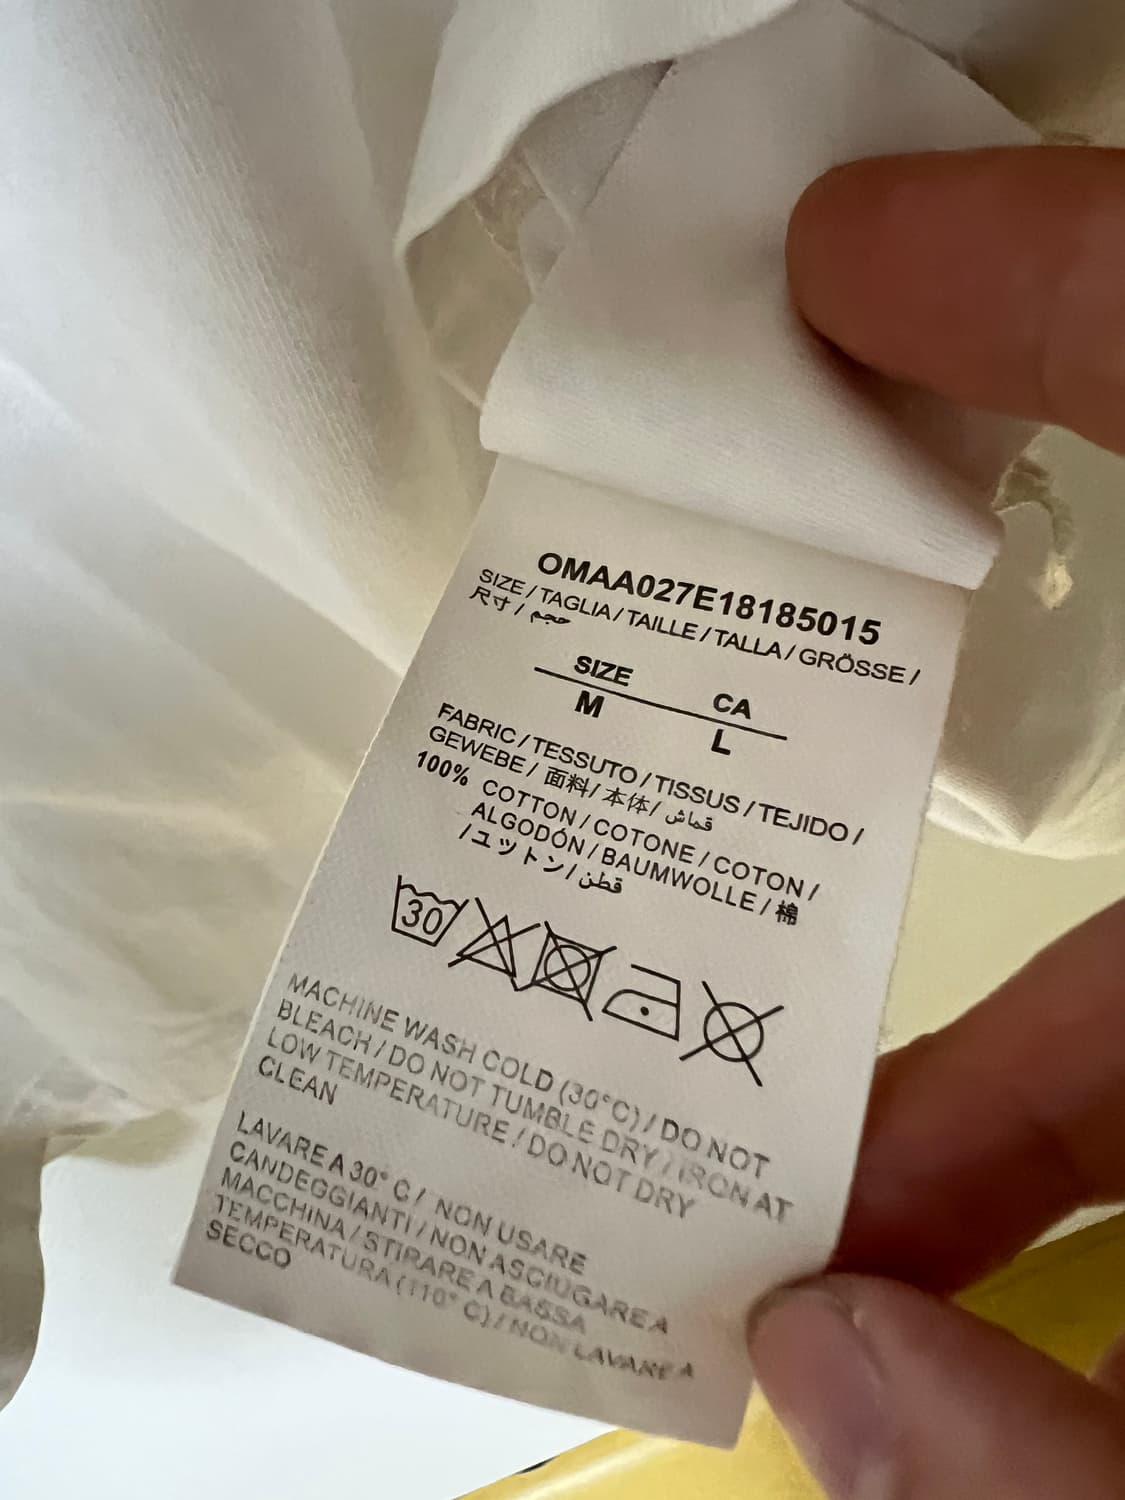 OMAA027E18185015
SIZE / TAGLIA / TAILLE / TALLA / GRÖSSE /
尺寸 / حجم
SIZE CA
M L
FABRIC / TESSUTO / TISSUS / TEJIDO /
GEWEBE / 面料 / 本体 / قماش
100% COTTON / COTONE / COTON /
ALGODÓN / BAUMWOLLE / 棉
/ユットン / قطن
30
MACHINE WASH COLD (30°C) / DO NOT
BLEACH / DO NOT TUMBLE DRY / IRON AT
LOW TEMPERATURE / DO NOT DRY
CLEAN
LAVARE A 30° C / NON USARE
CANDEGGIANTI / NON ASCIUGARE A
MACCHINA / STIRARE A BASSA
TEMPERATURA (110° C) / NON LAVARE A
SECCO